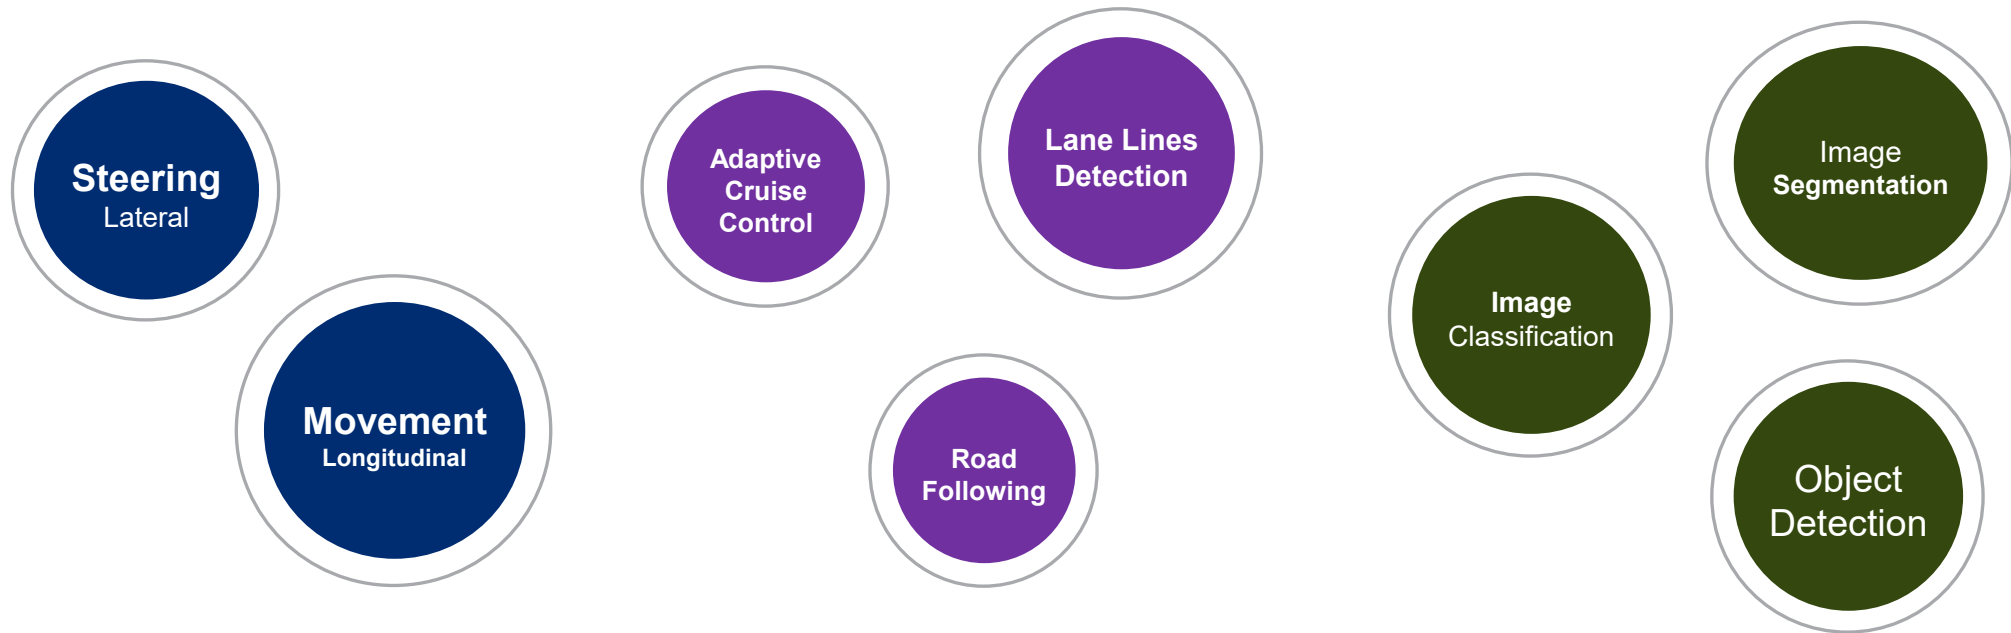 Steering
Lateral
Movement
Longitudinal
Adaptive
Cruise
Control
Lane Lines
Detection
Road
Following
Image
Classification
Image
Segmentation
Object
Detection